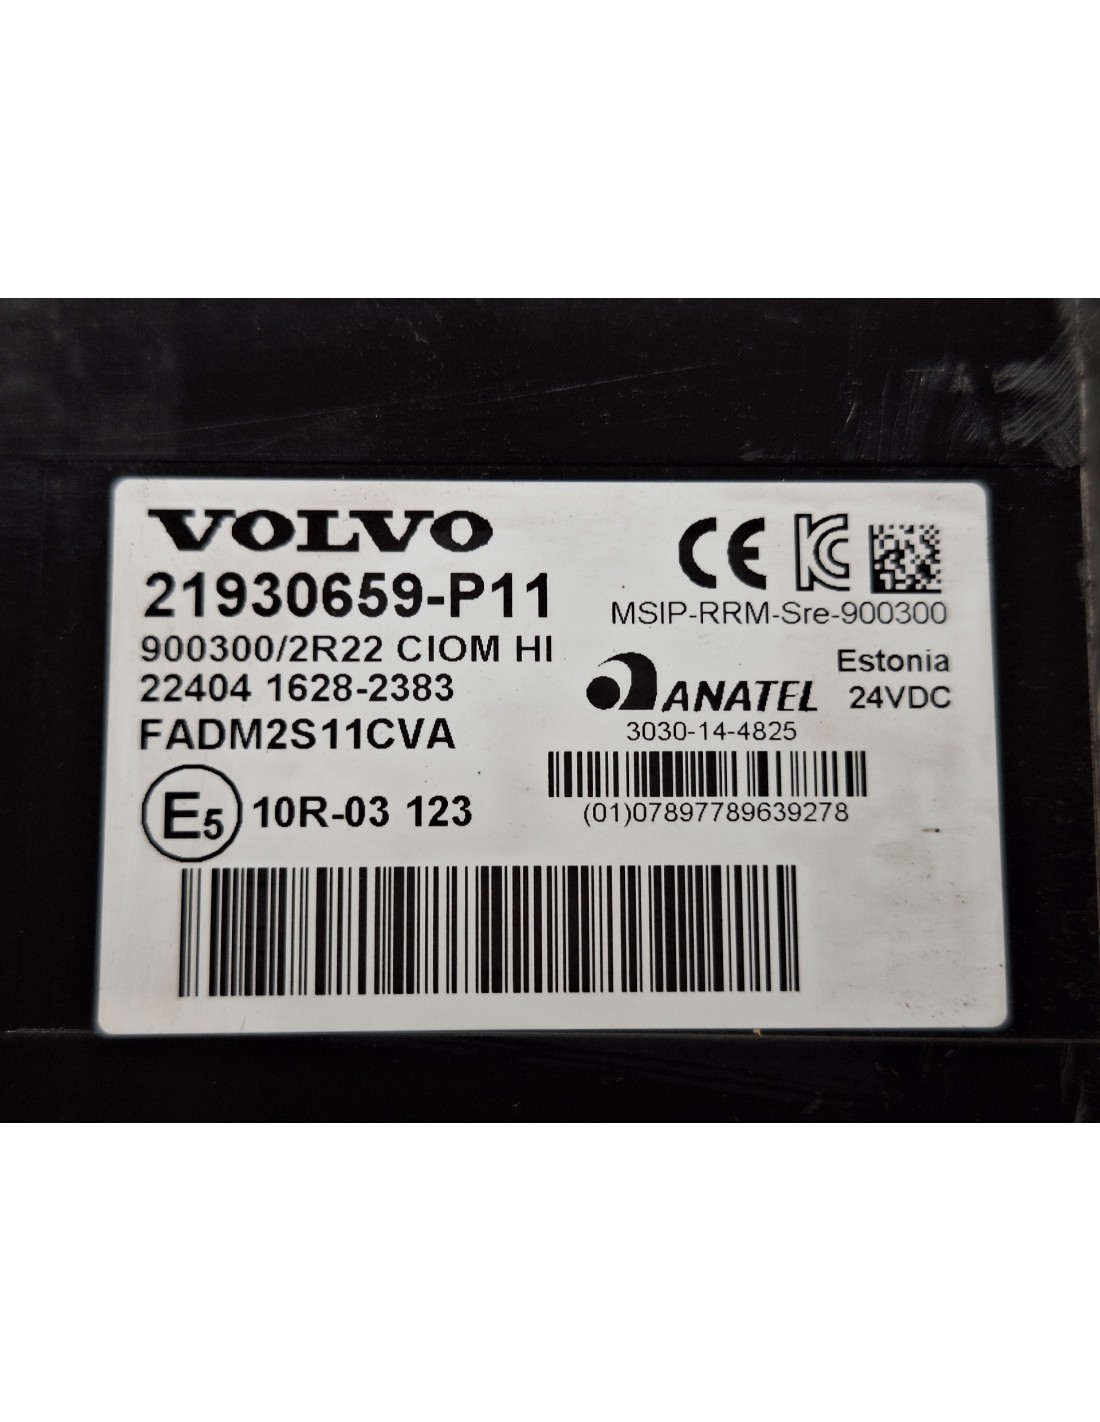 VOLVO
21930659-P11
900300/2R22 CIOM HI
22404 1628-2383
FADM2S11CVA
E5 10R-03 123
CE KC
MSIP-RRM-Sre-900300
Estonia
24VDC
ANATEL
3030-14-4825
(01)07897789639278